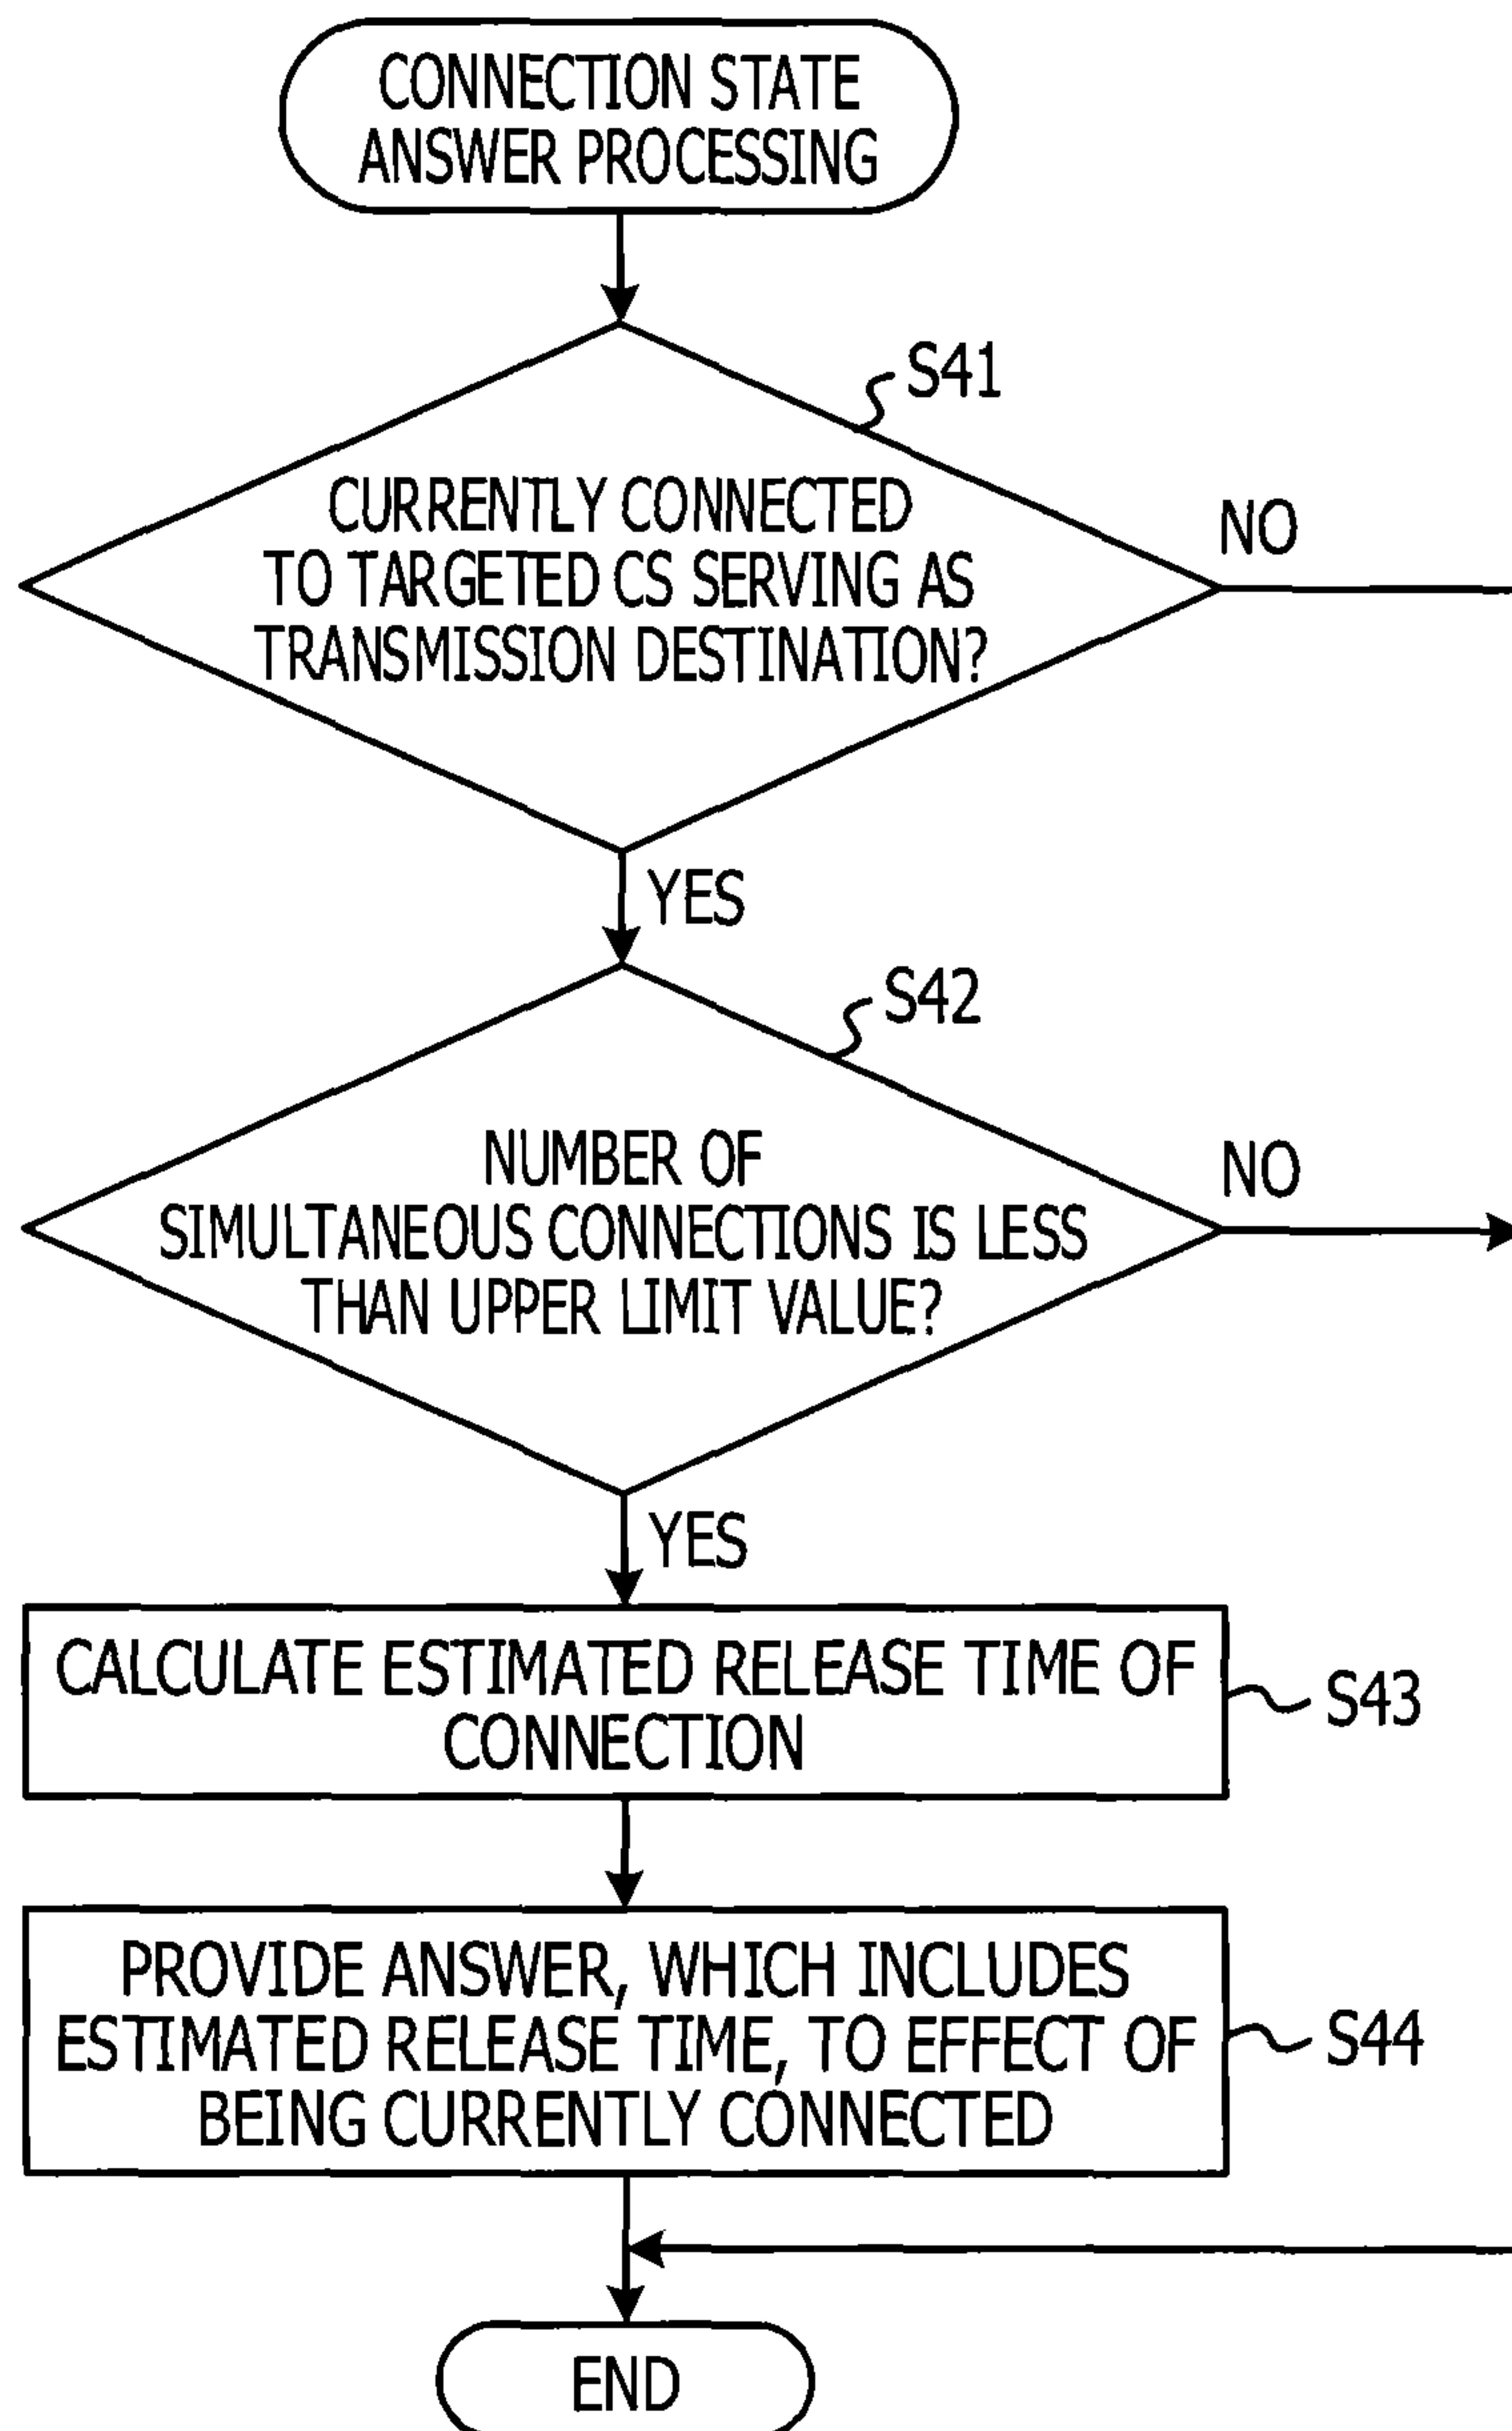 CONNECTION STATE
ANSWER PROCESSING
S41
CURRENTLY CONNECTED
TO TARGETED CS SERVING AS
TRANSMISSION DESTINATION?
NO
YES
S42
NUMBER OF
SIMULTANEOUS CONNECTIONS IS LESS
THAN UPPER LIMIT VALUE?
NO
YES
CALCULATE ESTIMATED RELEASE TIME OF
CONNECTION
S43
PROVIDE ANSWER, WHICH INCLUDES
ESTIMATED RELEASE TIME, TO EFFECT OF
BEING CURRENTLY CONNECTED
S44
END